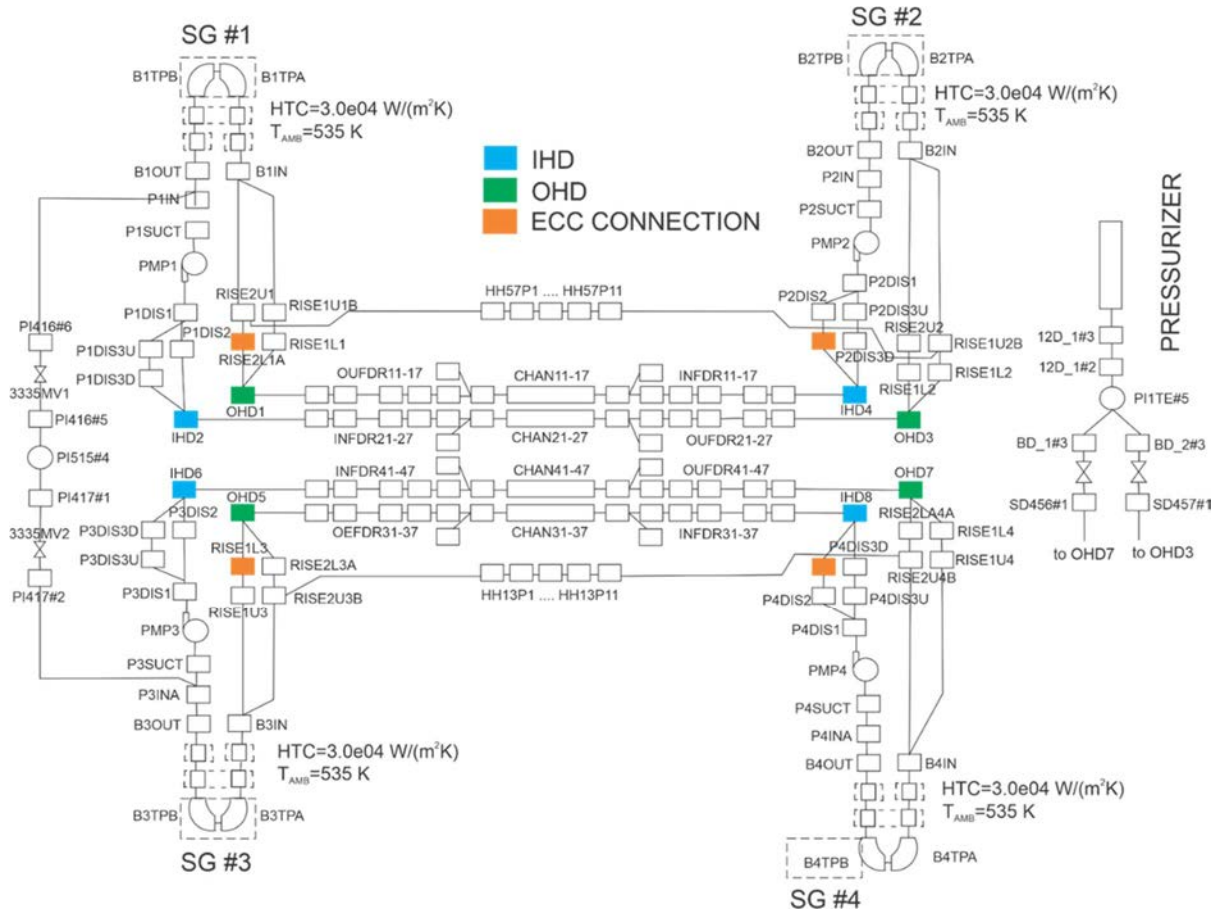 SG #1
B1TPB
B1TPA
HTC=3.0e04 W/(m²K)
T_AMB=535 K
B1OUT
B1IN
P1IN
P1SUCT
PMP1
P1DIS1
P1DIS2
P1DIS3U
P1DIS3D
IHD2
RISE2U1
RISE1U1B
RISE2L1A
RISE1L1
OHD1
IHD
OHD
ECC CONNECTION
SG #2
B2TPB
B2TPA
HTC=3.0e04 W/(m²K)
T_AMB=535 K
B2OUT
B2IN
P2IN
P2SUCT
PMP2
P2DIS1
P2DIS2
P2DIS3U
P2DIS3D
RISE2U2
RISE1U2B
RISE1L2
RISE1L2
IHD4
OHD3
HH57P1 .... HH57P11
OUFDR11-17
CHAN11-17
INFDR11-17
INFDR21-27
CHAN21-27
OUFDR21-27
PRESSURIZER
12D_1#3
12D_1#2
PI1TE#5
BD_1#3
BD_2#3
SD456#1
SD457#1
to OHD7
to OHD3
PI416#6
3335MV1
PI416#5
PI515#4
PI417#1
3335MV2
PI417#2
IHD6
INFDR41-47
CHAN41-47
OUFDR41-47
OHD7
OHD5
OEFDR31-37
CHAN31-37
INFDR31-37
IHD8
P3DIS2
P3DIS3D
P3DIS3U
P3DIS1
PMP3
P3SUCT
P3INA
B3OUT
B3IN
RISE1L3
RISE2L3A
RISE1U3
RISE2U3B
HH13P1 .... HH13P11
HTC=3.0e04 W/(m²K)
T_AMB=535 K
B3TPB
B3TPA
SG #3
RISE2LA4A
RISE1L4
RISE1U4
RISE2U4B
P4DIS3D
P4DIS2
P4DIS3U
P4DIS1
PMP4
P4SUCT
P4INA
B4OUT
B4IN
HTC=3.0e04 W/(m²K)
T_AMB=535 K
B4TPB
B4TPA
SG #4